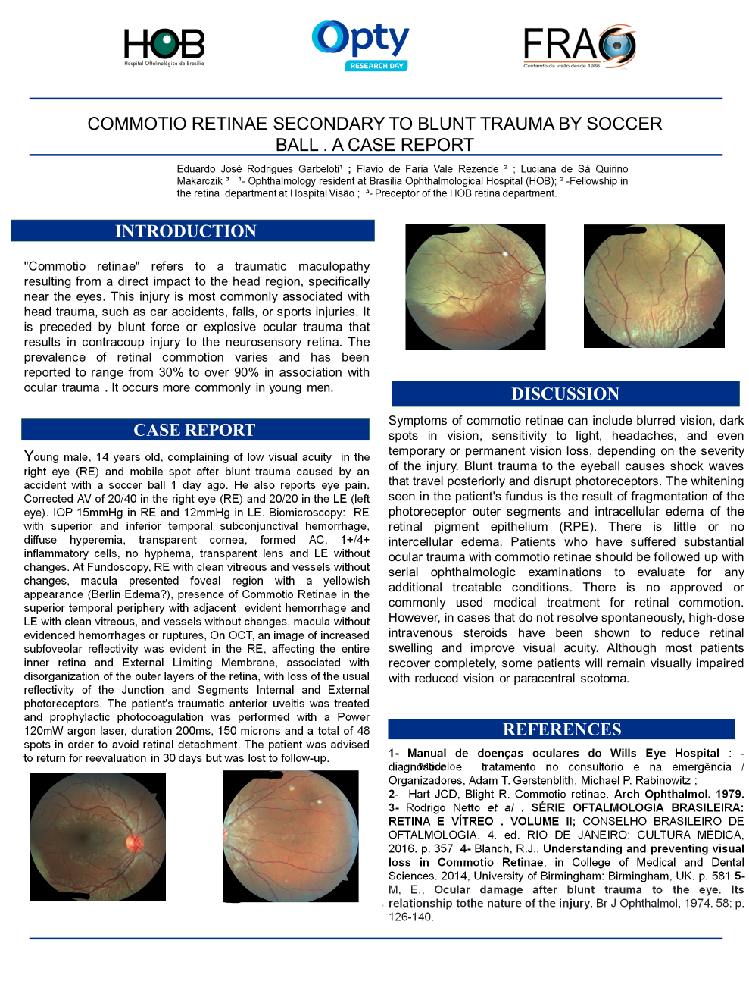 HOB
Hospital Oftalmológico de Brasília
Opty
RESEARCH DAY
FRAO
Cuidando da visão desde 1986
COMMOTIO RETINAE SECONDARY TO BLUNT TRAUMA BY SOCCER
BALL . A CASE REPORT
Eduardo José Rodrigues Garbeloti¹ ; Flavio de Faria Vale Rezende ² ; Luciana de Sá Quirino
Makarczik ³ ¹- Ophthalmology resident at Brasilia Ophthalmological Hospital (HOB); ² -Fellowship in
the retina department at Hospital Visão ; ³- Preceptor of the HOB retina department.
INTRODUCTION
"Commotio retinae" refers to a traumatic maculopathy
resulting from a direct impact to the head region, specifically
near the eyes. This injury is most commonly associated with
head trauma, such as car accidents, falls, or sports injuries. It
is preceded by blunt force or explosive ocular trauma that
results in contracoup injury to the neurosensory retina. The
prevalence of retinal commotion varies and has been
reported to range from 30% to over 90% in association with
ocular trauma . It occurs more commonly in young men.
CASE REPORT
Young male, 14 years old, complaining of low visual acuity in the
right eye (RE) and mobile spot after blunt trauma caused by an
accident with a soccer ball 1 day ago. He also reports eye pain.
Corrected AV of 20/40 in the right eye (RE) and 20/20 in the LE (left
eye). IOP 15mmHg in RE and 12mmHg in LE. Biomicroscopy: RE
with superior and inferior temporal subconjunctival hemorrhage,
diffuse hyperemia, transparent cornea, formed AC, 1+/4+
inflammatory cells, no hyphema, transparent lens and LE without
changes. At Fundoscopy, RE with clean vitreous and vessels without
changes, macula presented foveal region with a yellowish
appearance (Berlin Edema?), presence of Commotio Retinae in the
superior temporal periphery with adjacent evident hemorrhage and
LE with clean vitreous, and vessels without changes, macula without
evidenced hemorrhages or ruptures, On OCT, an image of increased
subfoveolar reflectivity was evident in the RE, affecting the entire
inner retina and External Limiting Membrane, associated with
disorganization of the outer layers of the retina, with loss of the usual
reflectivity of the Junction and Segments Internal and External
photoreceptors. The patient's traumatic anterior uveitis was treated
and prophylactic photocoagulation was performed with a Power
120mW argon laser, duration 200ms, 150 microns and a total of 48
spots in order to avoid retinal detachment. The patient was advised
to return for reevaluation in 30 days but was lost to follow-up.
DISCUSSION
Symptoms of commotio retinae can include blurred vision, dark
spots in vision, sensitivity to light, headaches, and even
temporary or permanent vision loss, depending on the severity
of the injury. Blunt trauma to the eyeball causes shock waves
that travel posteriorly and disrupt photoreceptors. The whitening
seen in the patient's fundus is the result of fragmentation of the
photoreceptor outer segments and intracellular edema of the
retinal pigment epithelium (RPE). There is little or no
intercellular edema. Patients who have suffered substantial
ocular trauma with commotio retinae should be followed up with
serial ophthalmologic examinations to evaluate for any
additional treatable conditions. There is no approved or
commonly used medical treatment for retinal commotion.
However, in cases that do not resolve spontaneously, high-dose
intravenous steroids have been shown to reduce retinal
swelling and improve visual acuity. Although most patients
recover completely, some patients will remain visually impaired
with reduced vision or paracentral scotoma.
REFERENCES
1- Manual de doenças oculares do Wills Eye Hospital : -
diagnóstico e tratamento no consultório e na emergência /
Organizadores, Adam T. Gerstenblith, Michael P. Rabinowitz ;
2- Hart JCD, Blight R. Commotio retinae. Arch Ophthalmol. 1979.
3- Rodrigo Netto et al . SÉRIE OFTALMOLOGIA BRASILEIRA:
RETINA E VÍTREO . VOLUME II; CONSELHO BRASILEIRO DE
OFTALMOLOGIA. 4. ed. RIO DE JANEIRO: CULTURA MÉDICA,
2016. p. 357 4- Blanch, R.J., Understanding and preventing visual
loss in Commotio Retinae, in College of Medical and Dental
Sciences. 2014, University of Birmingham: Birmingham, UK. p. 581 5-
M, E., Ocular damage after blunt trauma to the eye. Its
relationship tothe nature of the injury. Br J Ophthalmol, 1974. 58: p.
126-140.